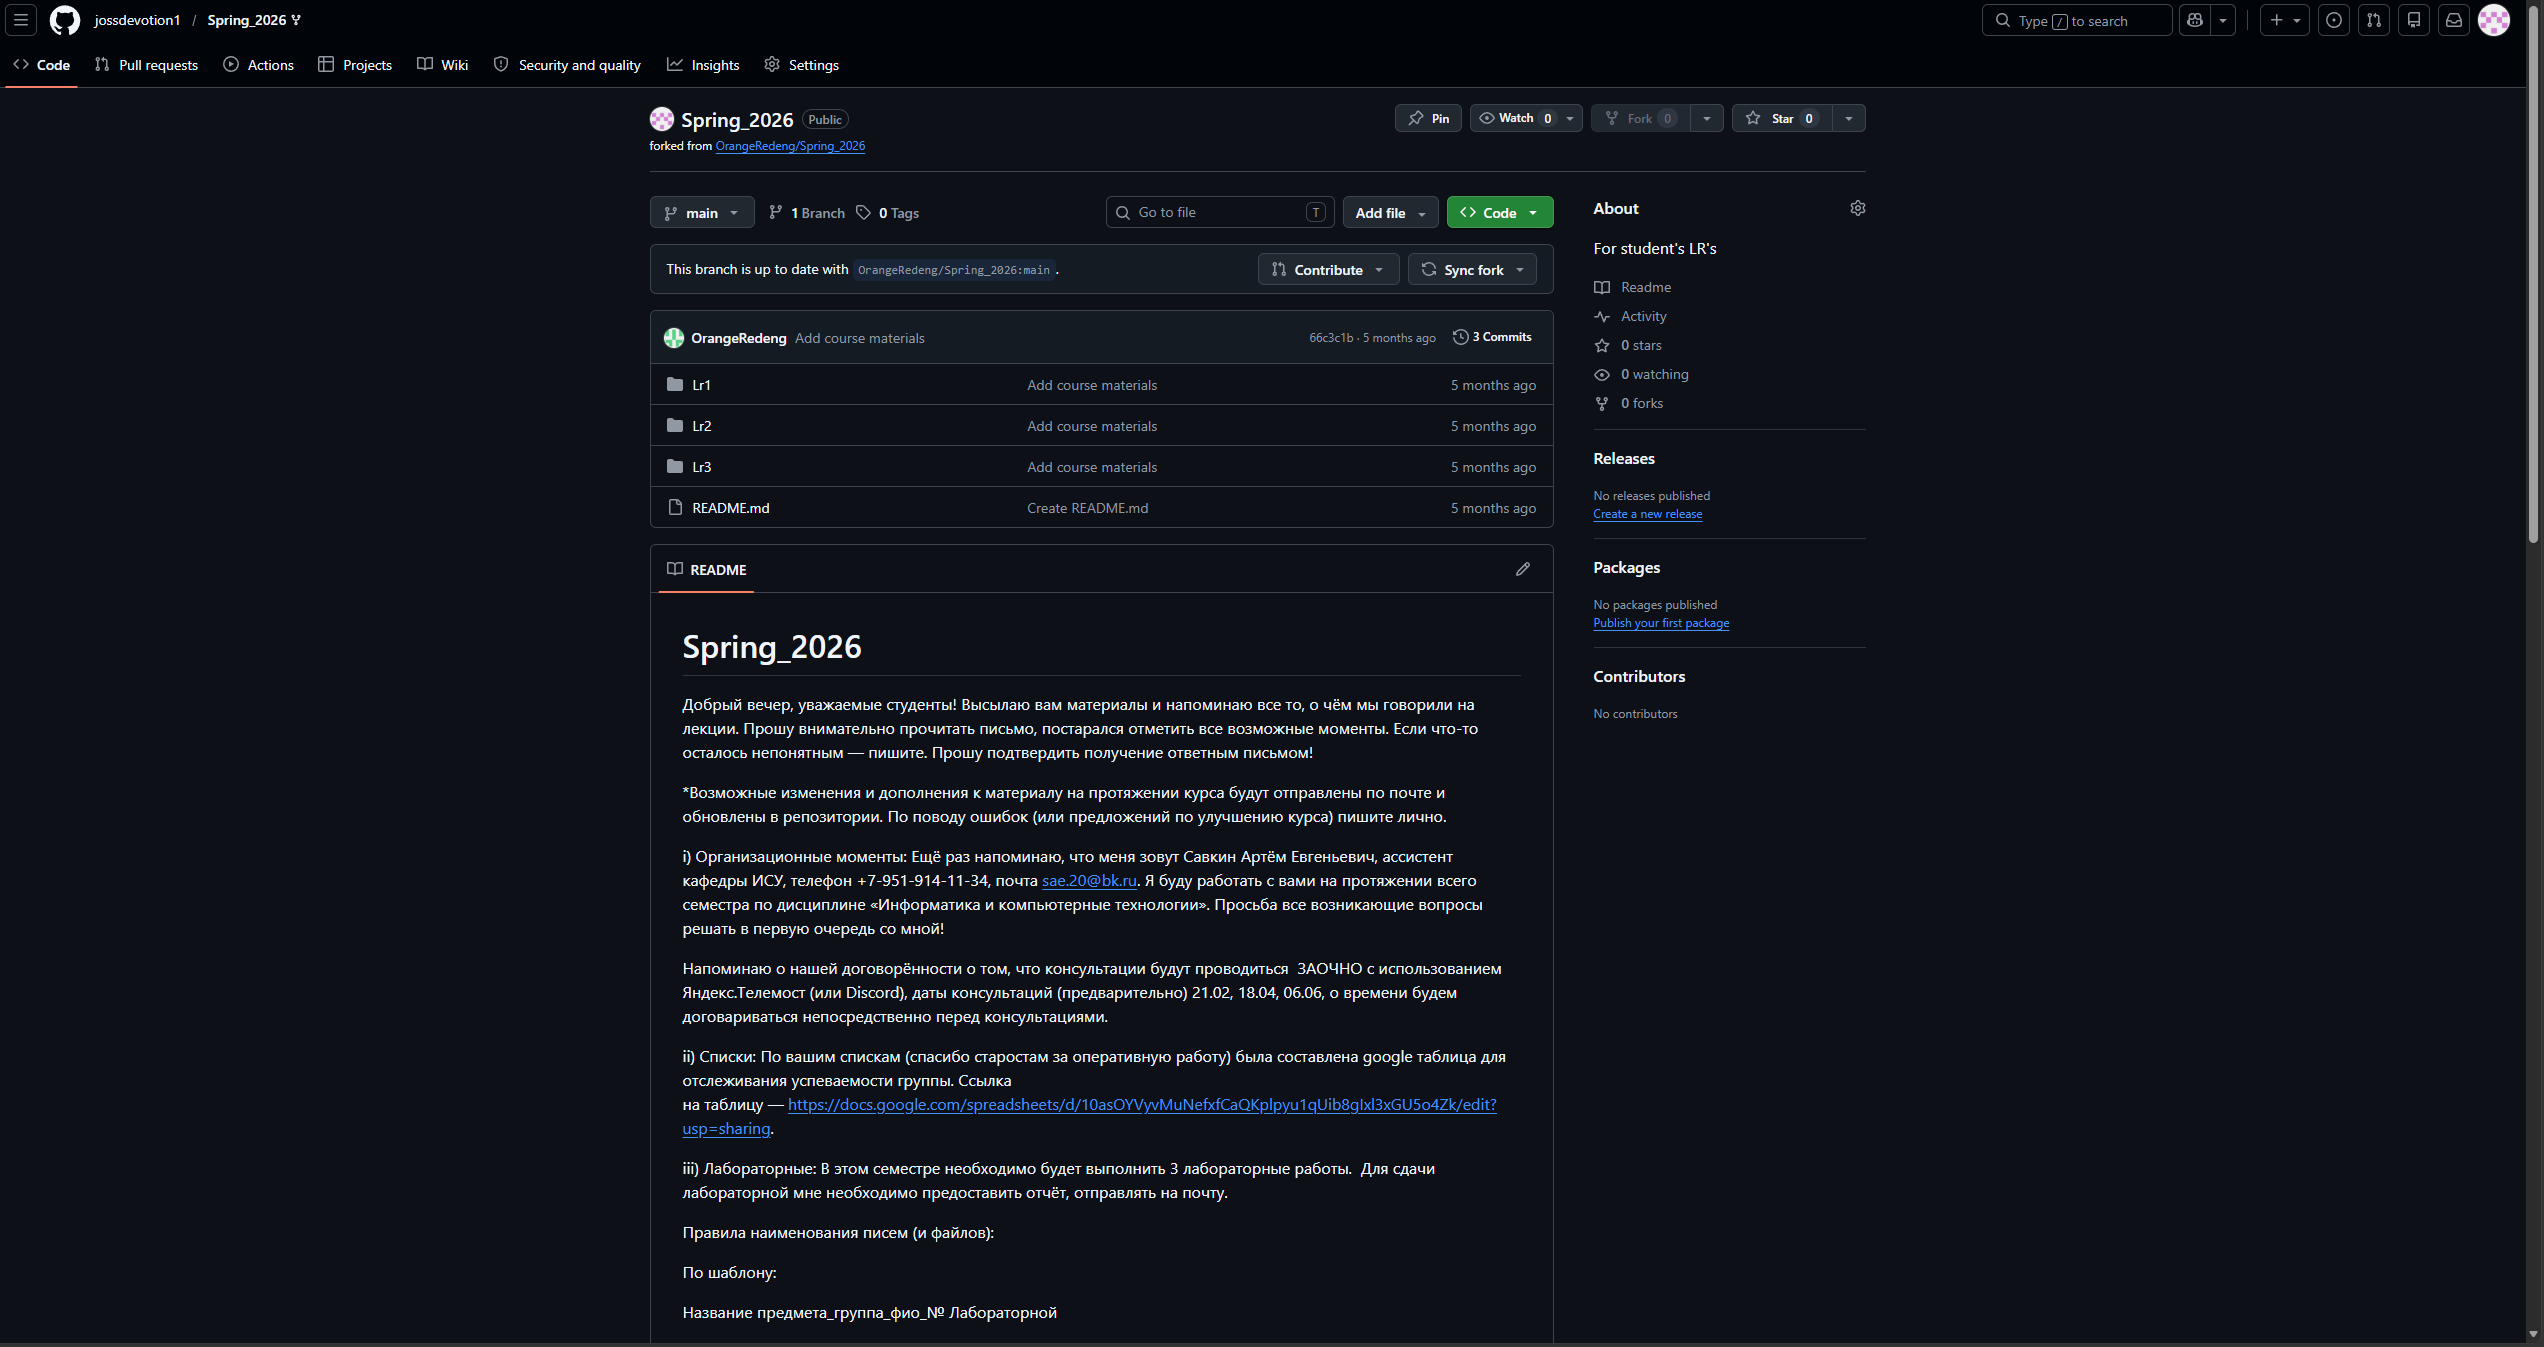 jossdevotion1 / Spring_2026
Type / to search
Code
Pull requests
Actions
Projects
Wiki
Security and quality
Insights
Settings
Spring_2026 Public
forked from OrangeRedeng/Spring_2026
Pin
Watch 0
Fork 0
Star 0
main
1 Branch
0 Tags
Go to file T
Add file
Code
This branch is up to date with OrangeRedeng/Spring_2026:main .
Contribute
Sync fork
OrangeRedeng Add course materials 66c3c1b · 5 months ago 3 Commits
Lr1 Add course materials 5 months ago
Lr2 Add course materials 5 months ago
Lr3 Add course materials 5 months ago
README.md Create README.md 5 months ago
README
Spring_2026
Добрый вечер, уважаемые студенты! Высылаю вам материалы и напоминаю все то, о чём мы говорили на
лекции. Прошу внимательно прочитать письмо, постарался отметить все возможные моменты. Если что-то
осталось непонятным — пишите. Прошу подтвердить получение ответным письмом!
*Возможные изменения и дополнения к материалу на протяжении курса будут отправлены по почте и
обновлены в репозитории. По поводу ошибок (или предложений по улучшению курса) пишите лично.
i) Организационные моменты: Ещё раз напоминаю, что меня зовут Савкин Артём Евгеньевич, ассистент
кафедры ИСУ, телефон +7-951-914-11-34, почта sae.20@bk.ru. Я буду работать с вами на протяжении всего
семестра по дисциплине «Информатика и компьютерные технологии». Просьба все возникающие вопросы
решать в первую очередь со мной!
Напоминаю о нашей договорённости о том, что консультации будут проводиться ЗАОЧНО с использованием
Яндекс.Телемост (или Discord), даты консультаций (предварительно) 21.02, 18.04, 06.06, о времени будем
договариваться непосредственно перед консультациями.
ii) Списки: По вашим спискам (спасибо старостам за оперативную работу) была составлена google таблица для
отслеживания успеваемости группы. Ссылка
на таблицу — https://docs.google.com/spreadsheets/d/10asOYVyvMuNefxfCaQKplpyu1qUib8gIxl3xGU5o4Zk/edit?
usp=sharing.
iii) Лабораторные: В этом семестре необходимо будет выполнить 3 лабораторные работы. Для сдачи
лабораторной мне необходимо предоставить отчёт, отправлять на почту.
Правила наименования писем (и файлов):
По шаблону:
Название предмета_группа_фио_№ Лабораторной
About
For student's LR's
Readme
Activity
0 stars
0 watching
0 forks
Releases
No releases published
Create a new release
Packages
No packages published
Publish your first package
Contributors
No contributors